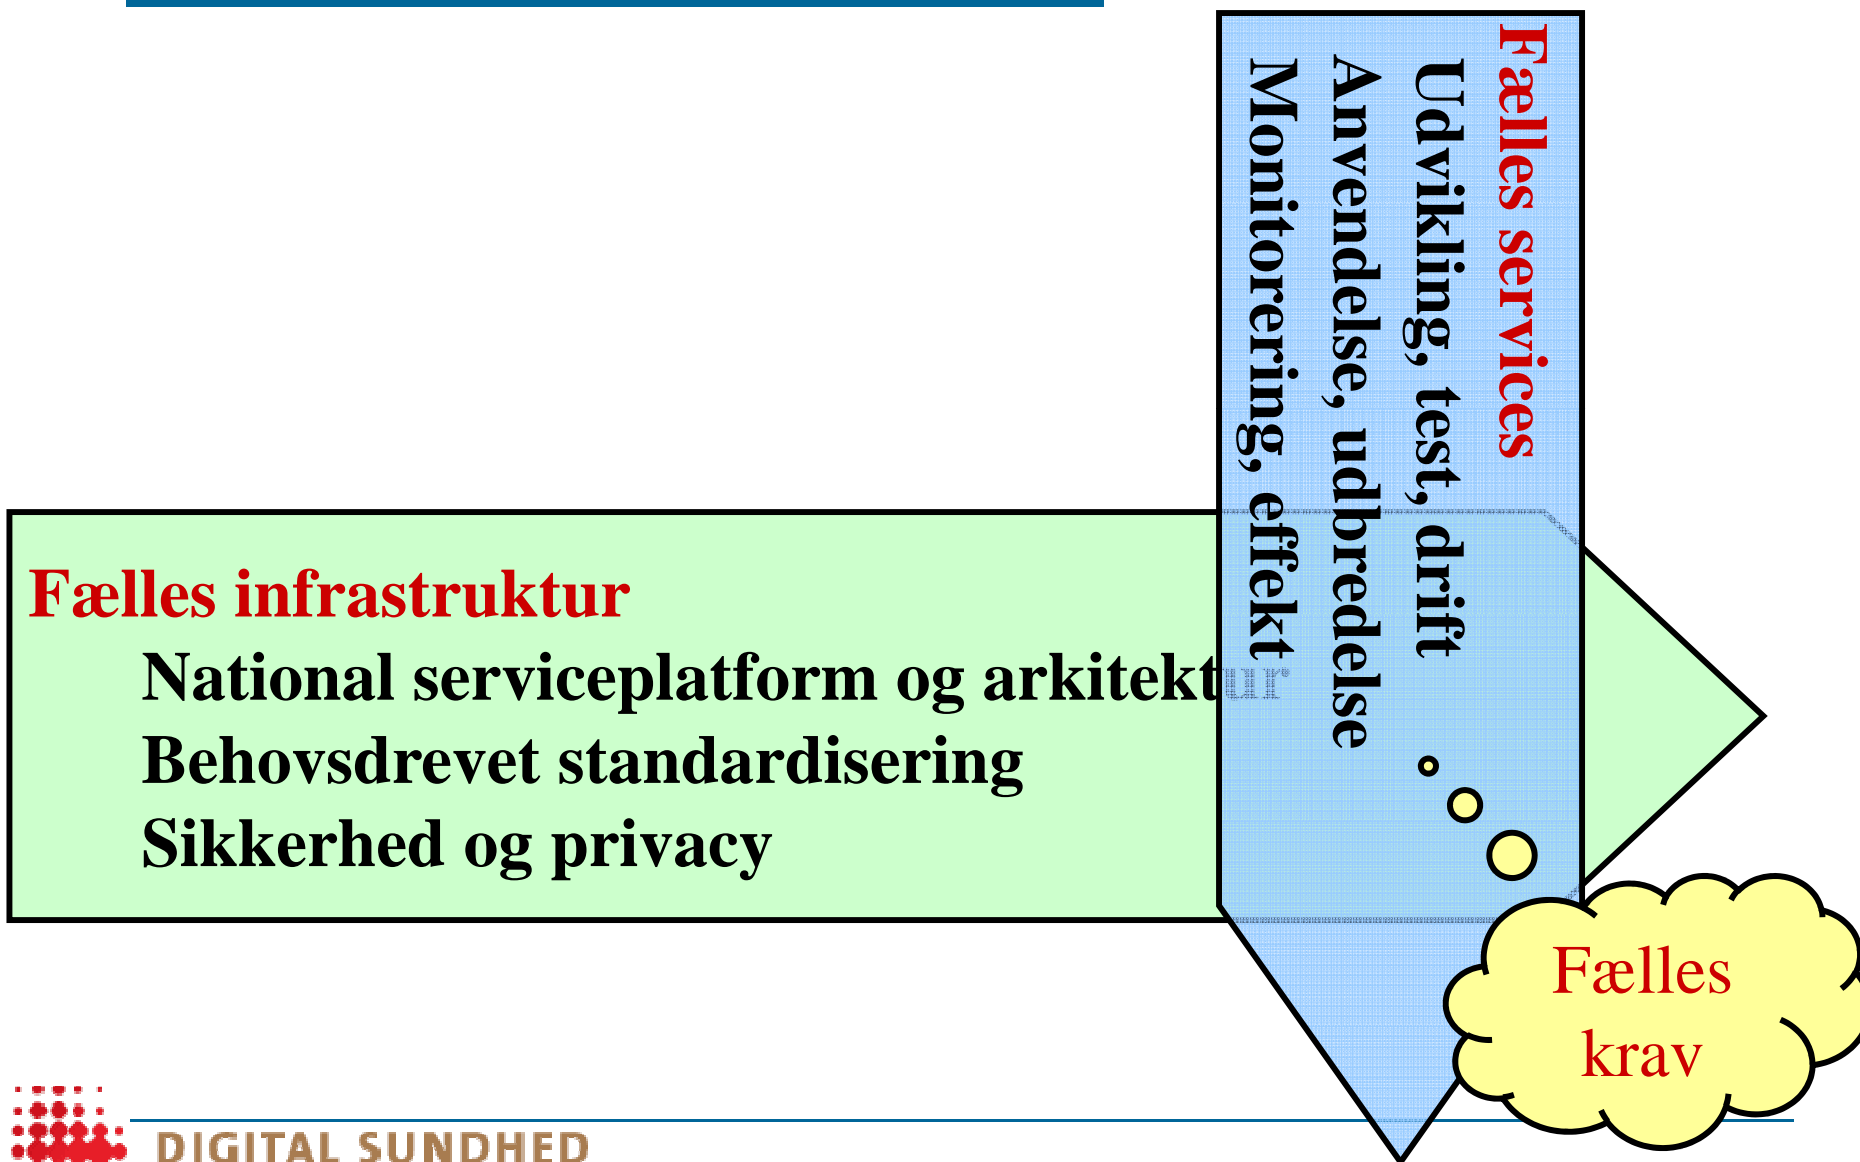 Fælles services
Udvikling, test, drift
Anvendelse, udbredelse
Monitorering, effekt
Fælles infrastruktur
National serviceplatform og arkitektur
Behovsdrevet standardisering
Sikkerhed og privacy
Fælles
krav
DIGITAL SUNDHED